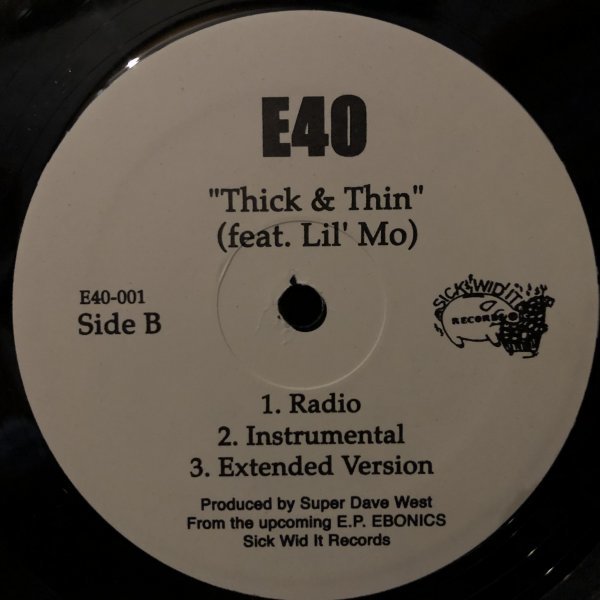 E40
"Thick & Thin"
(feat. Lil' Mo)
E40-001
Side B
SICK WID IT
RECORDS
1. Radio
2. Instrumental
3. Extended Version
Produced by Super Dave West
From the upcoming E.P. EBONICS
Sick Wid It Records